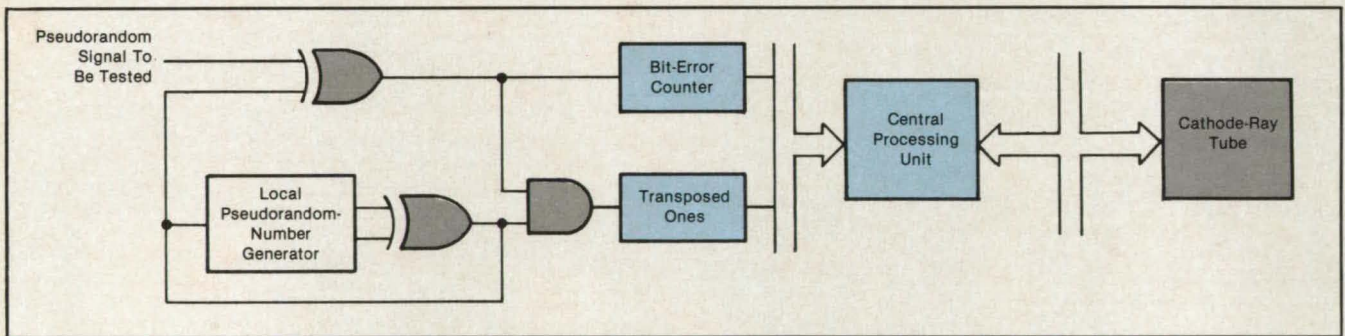 Pseudorandom
Signal To
Be Tested
Bit-Error
Counter
Central
Processing
Unit
Cathode-Ray
Tube
Local
Pseudorandom-
Number
Generator
Transposed
Ones